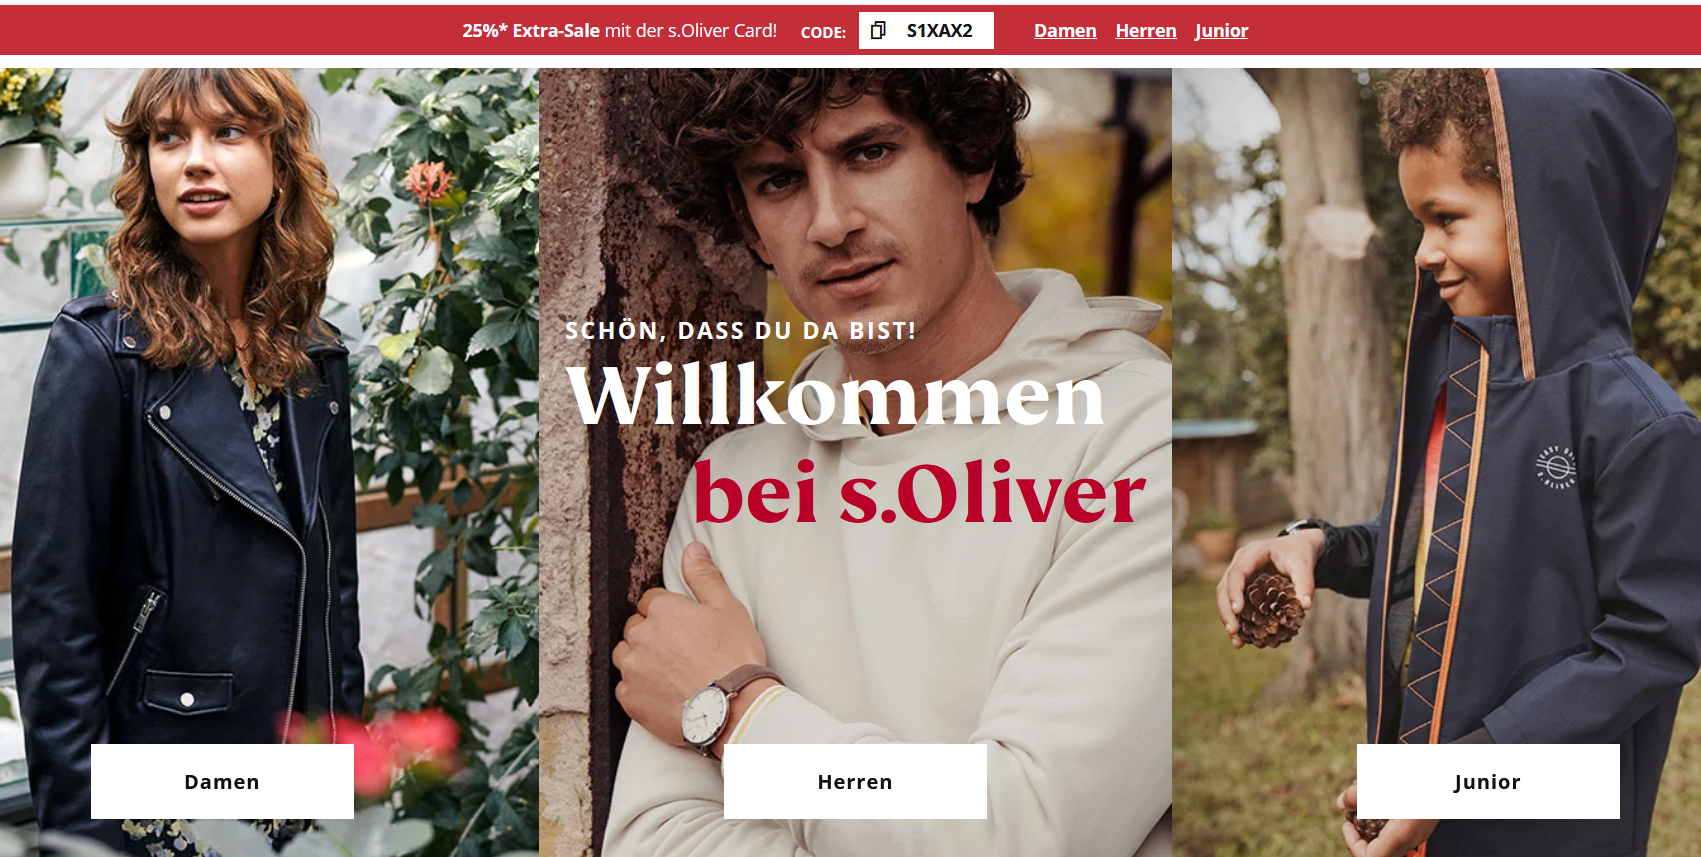 25%* Extra-Sale mit der s.Oliver Card! CODE: S1XAX2 Damen Herren Junior
SCHÖN, DASS DU DA BIST!
Willkommen
bei s.Oliver
Damen
Herren
Junior